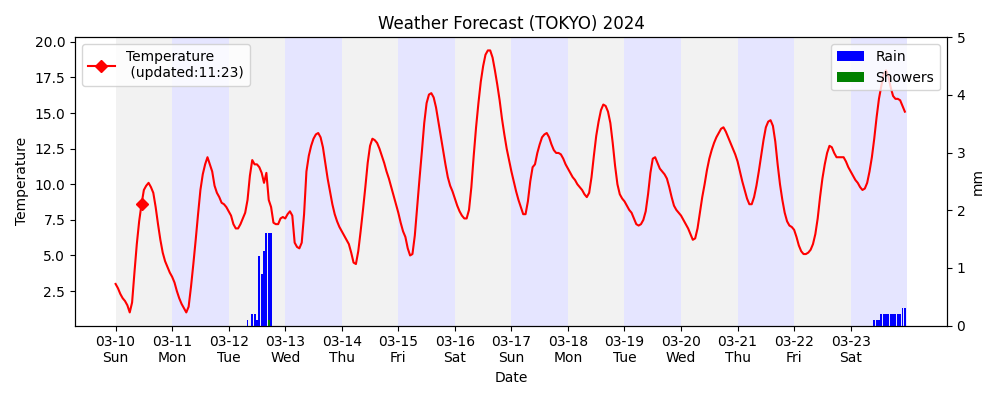 Weather Forecast (TOKYO) 2024
Temperature
(updated:11:23)
Rain
Showers
20.0
17.5
15.0
12.5
10.0
7.5
5.0
2.5
Temperature
5
4
3
2
1
0
mm
03-10 03-11 03-12 03-13 03-14 03-15 03-16 03-17 03-18 03-19 03-20 03-21 03-22 03-23
Sun Mon Tue Wed Thu Fri Sat Sun Mon Tue Wed Thu Fri Sat
Date